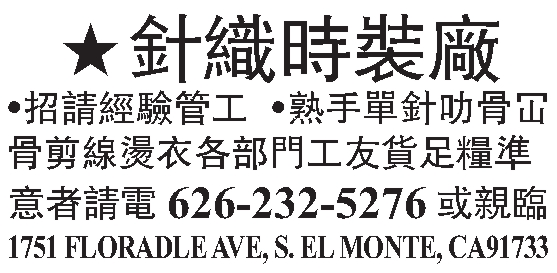 ★針織時裝廠
•招請經驗管工 •熟手單針叻骨冚
骨剪線燙衣各部門工友貨足糧準
意者請電 626-232-5276 或親臨
1751 FLORADLE AVE, S. EL MONTE, CA91733